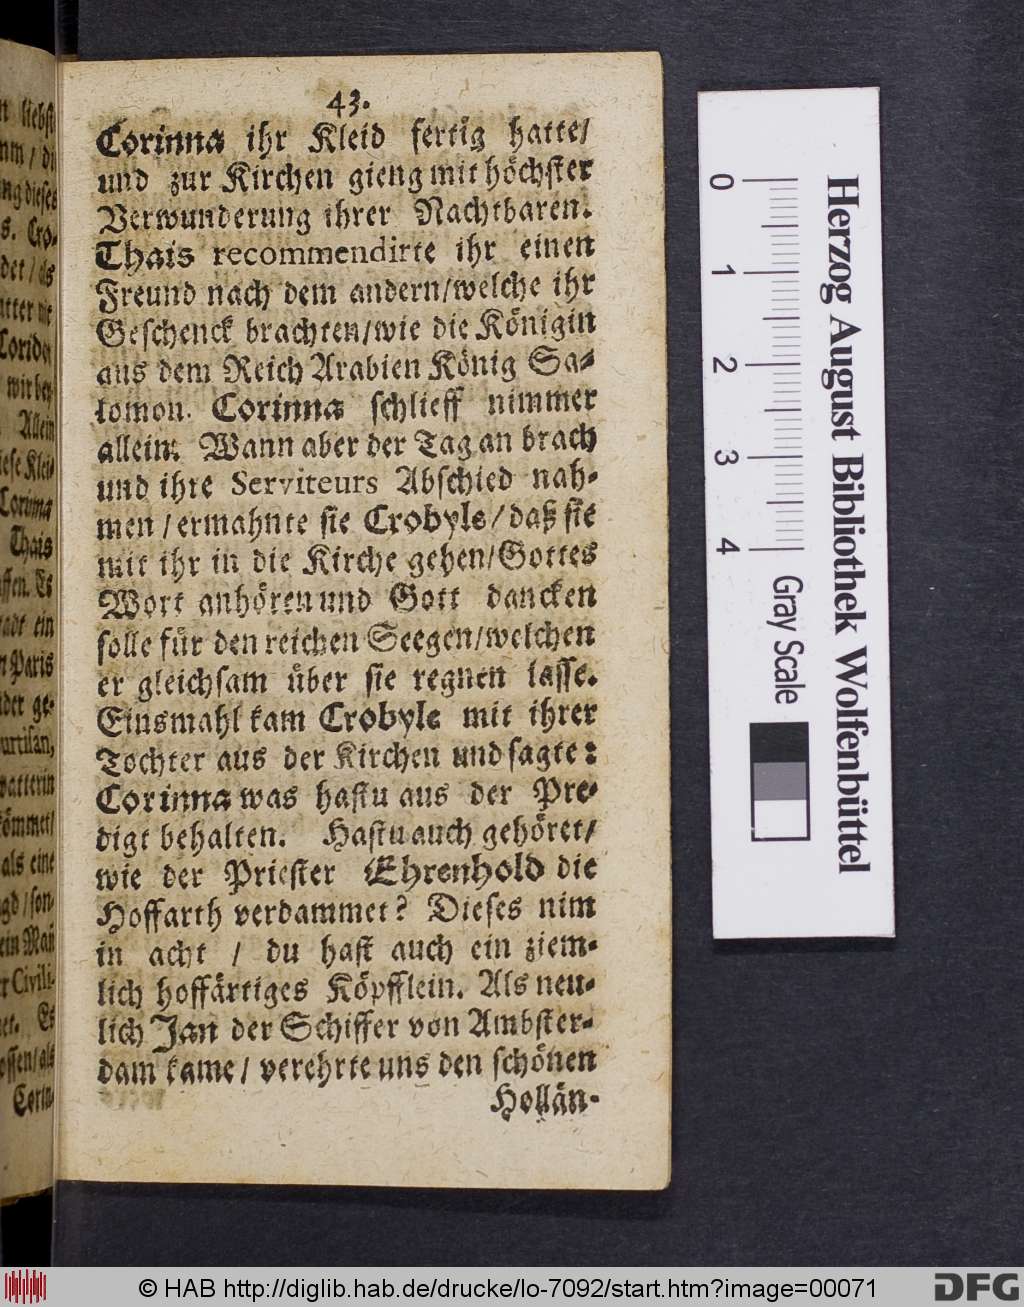 43.
Corinna ihr Kleid fertig hatte/
und zur Kirchen gieng mit höchster
Verwunderung ihrer Nachtbaren.
Thais recommendirte ihr einen
Freund nach dem andern/welche ihr
Geschenck brachten/wie die Königin
aus dem Reich Arabien König Sa-
lomon. Corinna schlieff nimmer
allein: Wann aber der Tag an brach
und ihre Serviteurs Abschied nah-
men/ermahnte sie Crobyle/daß sie
mit ihr in die Kirche gehen/Gottes
Wort anhören und Gott dancken
solle für den reichen Seegen/welchen
er gleichsam über sie regnen lasse.
Einsmahl kam Crobyle mit ihrer
Tochter aus der Kirchen und sagte:
Corinna was hastu aus der Pre-
digt behalten. Hastu auch gehöret/
wie der Priester Ehrenhold die
Hoffarth verdammet? Dieses nim
in acht / du hast auch ein ziem-
lich hoffärtiges Köpfflein. Als neu-
lich Jan der Schiffer von Ambster-
dam kame/ verehrte uns den schönen
Hollän-
Herzog August Bibliothek Wolfenbüttel
0 1 2 3 4 Gray Scale
© HAB http://diglib.hab.de/drucke/lo-7092/start.htm?image=00071
DFG